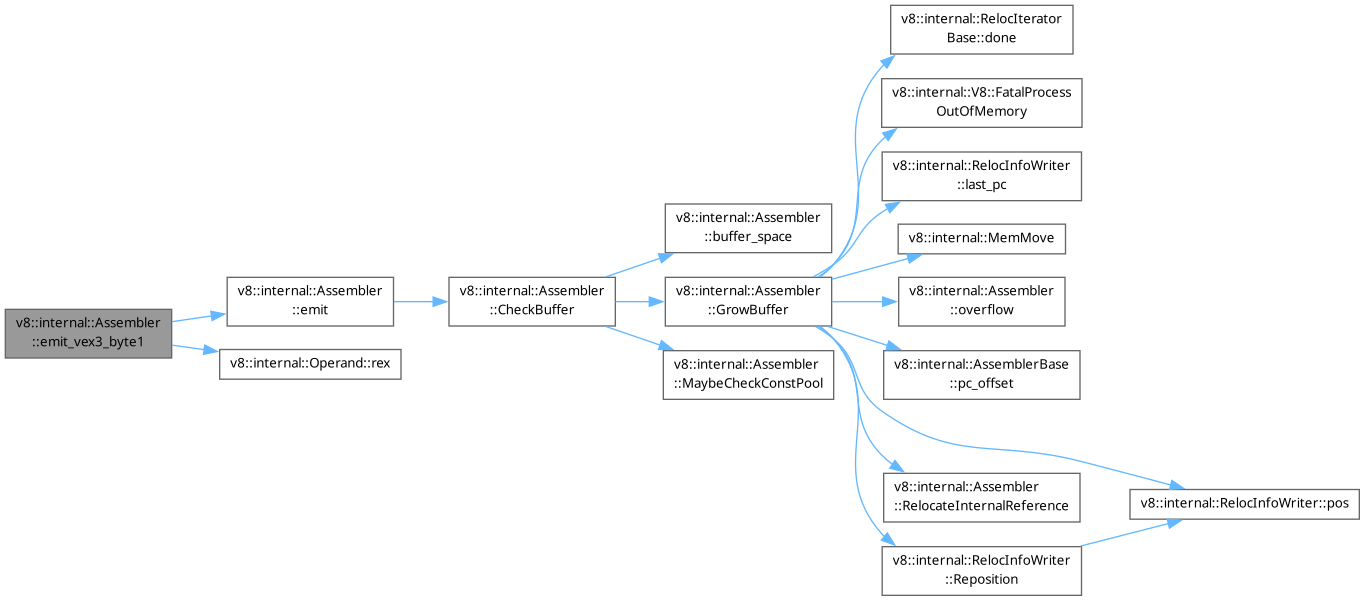 v8::internal::Assembler
::emit_vex3_byte1
v8::internal::Assembler
::emit
v8::internal::Operand::rex
v8::internal::Assembler
::CheckBuffer
v8::internal::Assembler
::buffer_space
v8::internal::Assembler
::GrowBuffer
v8::internal::Assembler
::MaybeCheckConstPool
v8::internal::RelocIterator
Base::done
v8::internal::V8::FatalProcess
OutOfMemory
v8::internal::RelocInfoWriter
::last_pc
v8::internal::MemMove
v8::internal::Assembler
::overflow
v8::internal::AssemblerBase
::pc_offset
v8::internal::Assembler
::RelocateInternalReference
v8::internal::RelocInfoWriter
::Reposition
v8::internal::RelocInfoWriter::pos